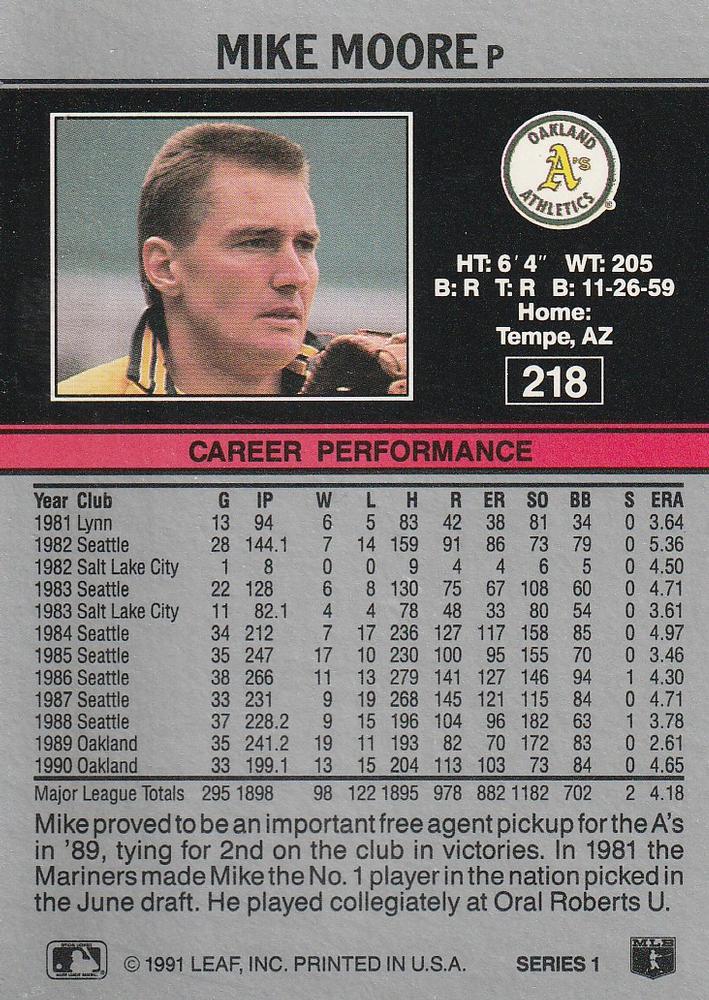 MIKE MOORE P
OAKLAND
A's
ATHLETICS
®
HT: 6' 4" WT: 205
B: R T: R B: 11-26-59
Home:
Tempe, AZ
218
CAREER PERFORMANCE
Year Club G IP W L H R ER SO BB S ERA
1981 Lynn 13 94 6 5 83 42 38 81 34 0 3.64
1982 Seattle 28 144.1 7 14 159 91 86 73 79 0 5.36
1982 Salt Lake City 1 8 0 0 9 4 4 6 5 0 4.50
1983 Seattle 22 128 6 8 130 75 67 108 60 0 4.71
1983 Salt Lake City 11 82.1 4 4 78 48 33 80 54 0 3.61
1984 Seattle 34 212 7 17 236 127 117 158 85 0 4.97
1985 Seattle 35 247 17 10 230 100 95 155 70 0 3.46
1986 Seattle 38 266 11 13 279 141 127 146 94 1 4.30
1987 Seattle 33 231 9 19 268 145 121 115 84 0 4.71
1988 Seattle 37 228.2 9 15 196 104 96 182 63 1 3.78
1989 Oakland 35 241.2 19 11 193 82 70 172 83 0 2.61
1990 Oakland 33 199.1 13 15 204 113 103 73 84 0 4.65
Major League Totals 295 1898 98 122 1895 978 882 1182 702 2 4.18
Mike proved to be an important free agent pickup for the A's
in '89, tying for 2nd on the club in victories. In 1981 the
Mariners made Mike the No. 1 player in the nation picked in
the June draft. He played collegiately at Oral Roberts U.
© 1991 LEAF, INC. PRINTED IN U.S.A. SERIES 1
MLB